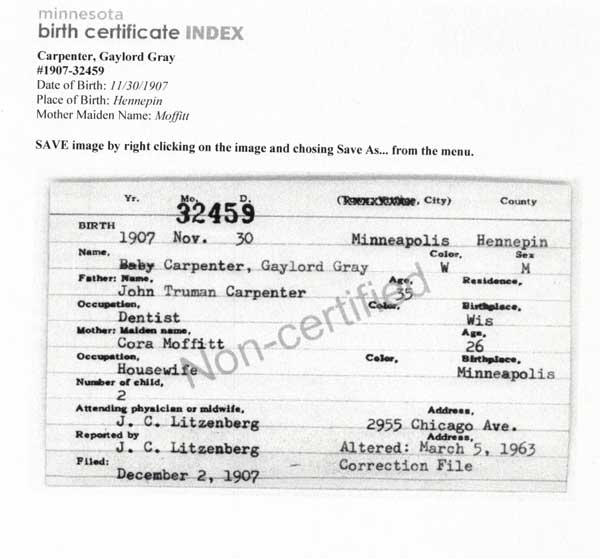 minnesota
birth certificate INDEX
Carpenter, Gaylord Gray
#1907-32459
Date of Birth: 11/30/1907
Place of Birth: Hennepin
Mother Maiden Name: Moffitt
SAVE image by right clicking on the image and chosing Save As... from the menu.
Yr. Mo. D. ( , City) County
32459
BIRTH
1907 Nov. 30 Minneapolis Hennepin
Name, Color, Sex
Baby Carpenter, Gaylord Gray W M
Father: Name, Age, Residence,
John Truman Carpenter 35
Occupation, Color, Birthplace,
Dentist Wis
Mother: Maiden name, Age,
Cora Moffitt 26
Occupation, Color, Birthplace,
Housewife Minneapolis
Number of child,
2
Attending physician or midwife, Address,
J. C. Litzenberg 2955 Chicago Ave.
Reported by Address,
J. C. Litzenberg Altered: March 5, 1963
Filed: Correction File
December 2, 1907
Non-certified